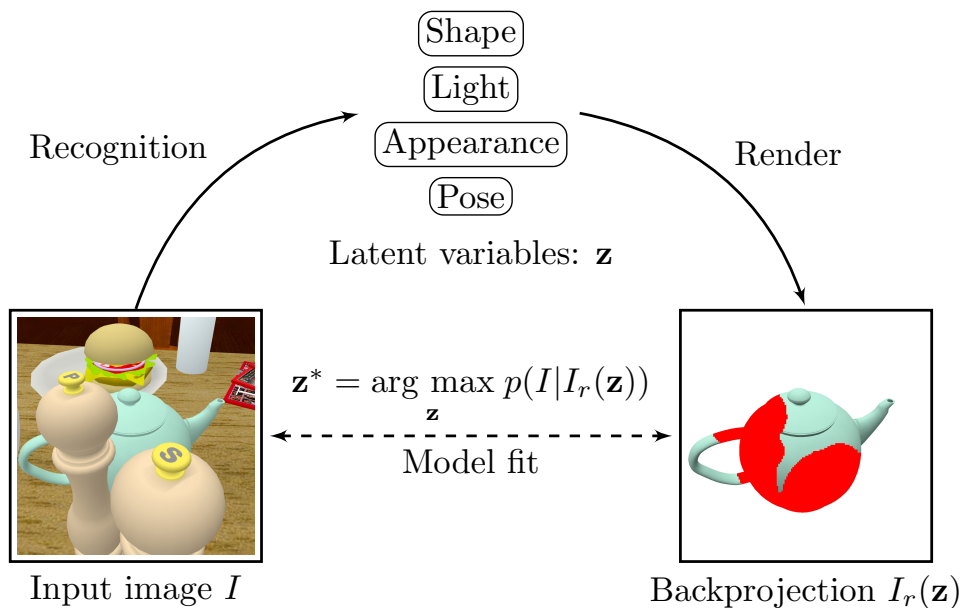 Shape
Light
Appearance
Pose
Recognition
Render
Latent variables: z
P
S
z* = arg max p(I|I_r(z))
z
Model fit
Input image I
Backprojection I_r(z)